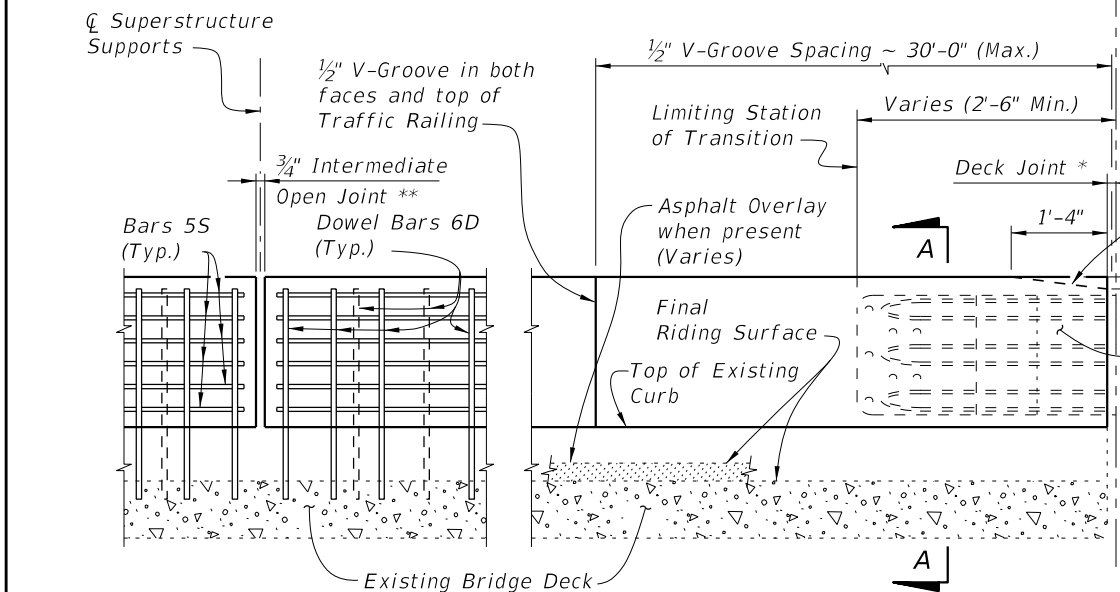 ℄ Superstructure
Supports
½" V-Groove in both
faces and top of
Traffic Railing
½" V-Groove Spacing ~ 30'-0" (Max.)
Limiting Station
of Transition
Varies (2'-6" Min.)
¾" Intermediate
Open Joint **
Deck Joint *
Bars 5S
(Typ.)
Dowel Bars 6D
(Typ.)
Asphalt Overlay
when present
(Varies)
A
1'-4"
Final
Riding Surface
Top of Existing
Curb
Existing Bridge Deck
A